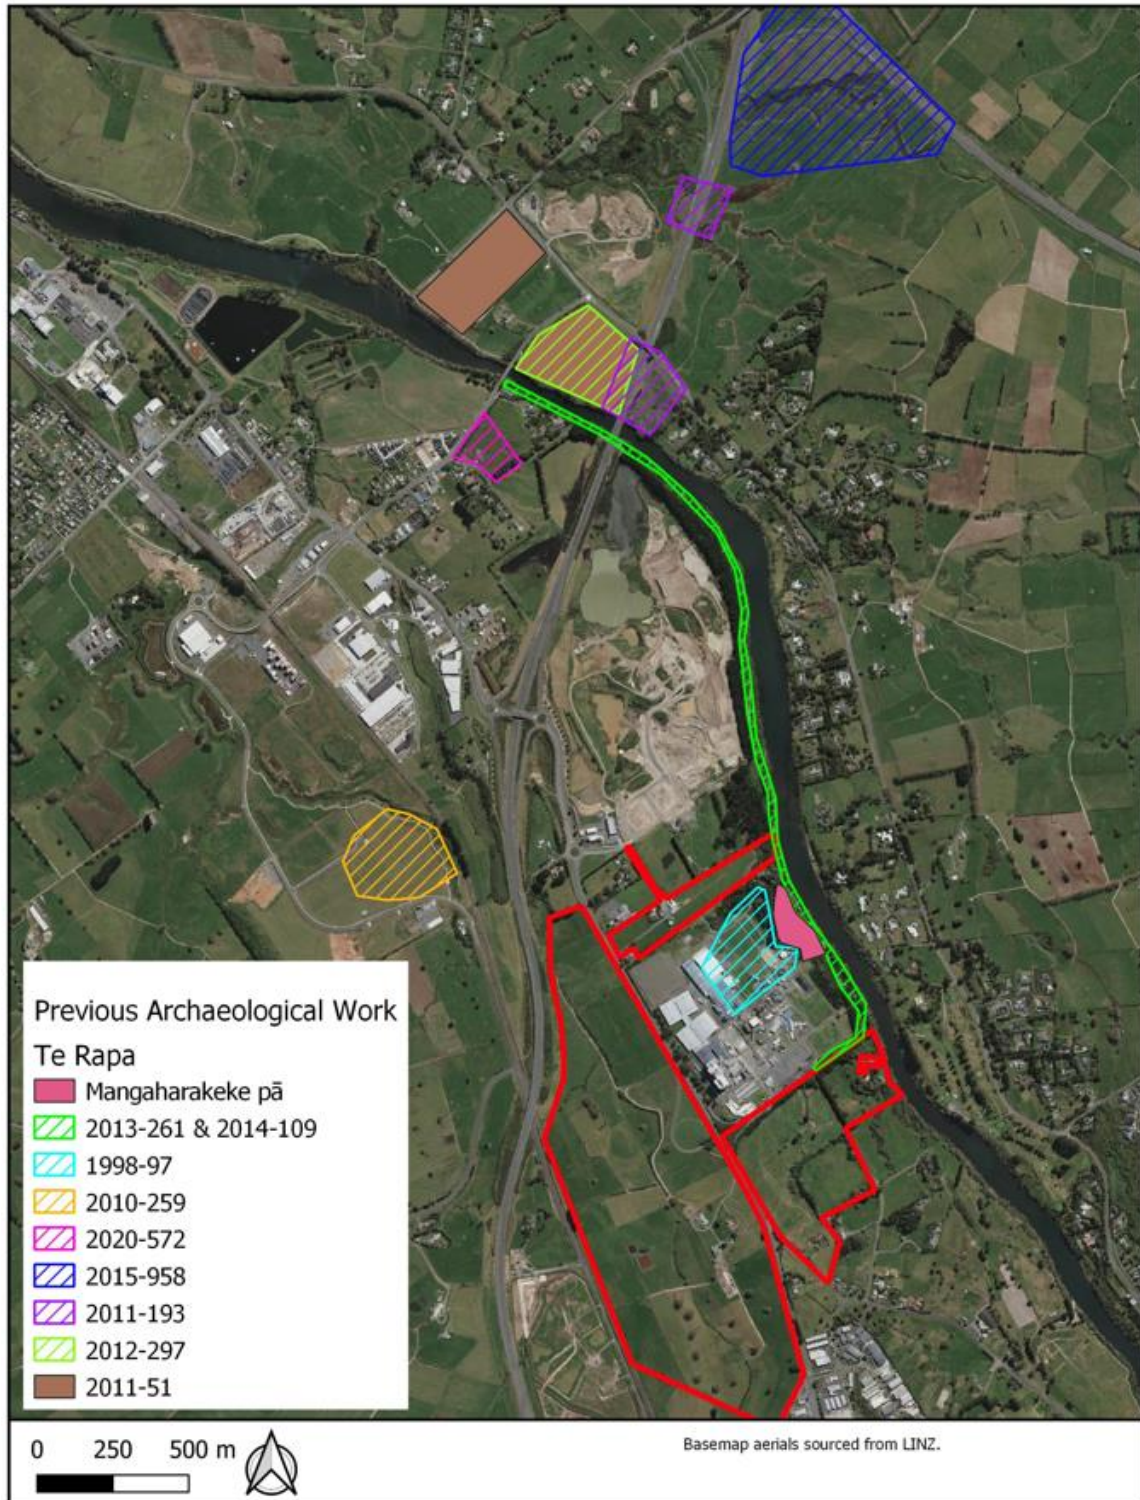 Previous Archaeological Work
Te Rapa
Mangaharakeke pā
2013-261 & 2014-109
1998-97
2010-259
2020-572
2015-958
2011-193
2012-297
2011-51
0 250 500 m
Basemap aerials sourced from LINZ.